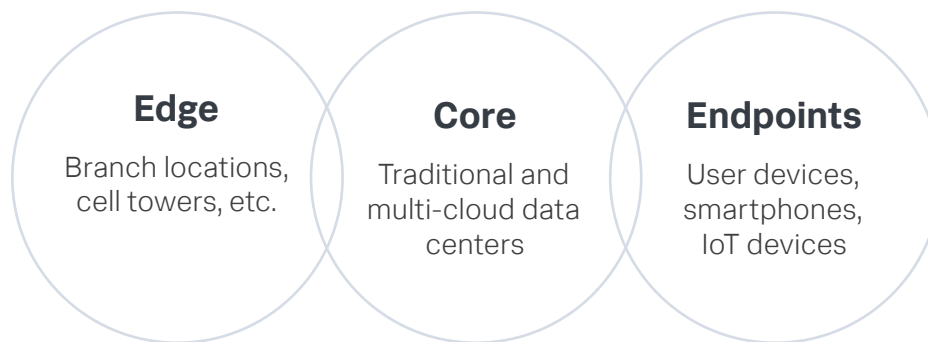 Edge
Branch locations,
cell towers, etc.
Core
Traditional and
multi-cloud data
centers
Endpoints
User devices,
smartphones,
IoT devices